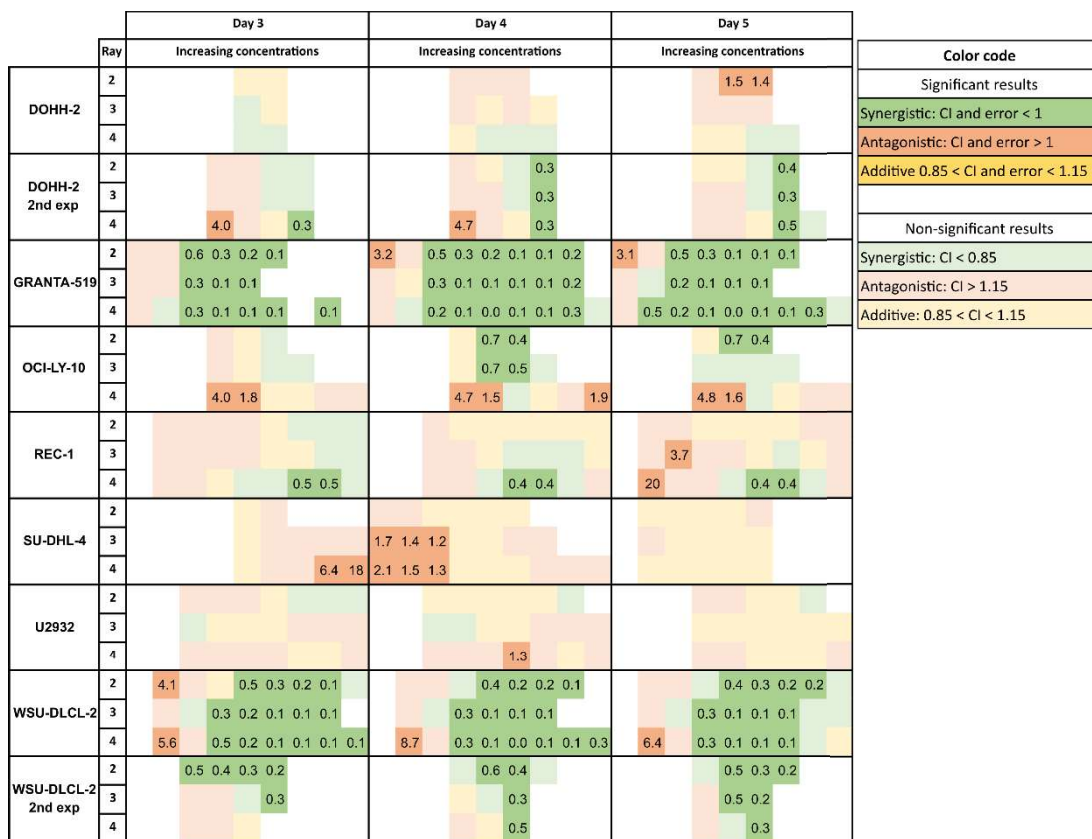 Day 3 Day 4 Day 5
Ray Increasing concentrations Increasing concentrations Increasing concentrations
Color code
Significant results
Synergistic: CI and error < 1
Antagonistic: CI and error > 1
Additive 0.85 < CI and error < 1.15
Non-significant results
Synergistic: CI < 0.85
Antagonistic: CI > 1.15
Additive: 0.85 < CI < 1.15
DOHH-2
2 1.5 1.4
3
4
DOHH-2
2nd exp
2 0.3 0.4
3 0.3 0.3
4 4.0 0.3 4.7 0.3 0.5
GRANTA-519
2 0.6 0.3 0.2 0.1 3.2 0.5 0.3 0.2 0.1 0.1 0.2 3.1 0.5 0.3 0.1 0.1 0.1
3 0.3 0.1 0.1 0.3 0.1 0.1 0.1 0.1 0.2 0.2 0.1 0.1 0.1
4 0.3 0.1 0.1 0.1 0.1 0.2 0.1 0.0 0.1 0.1 0.3 0.5 0.2 0.1 0.0 0.1 0.1 0.3
OCI-LY-10
2 0.7 0.4 0.7 0.4
3 0.7 0.5
4 4.0 1.8 4.7 1.5 1.9 4.8 1.6
REC-1
2
3 3.7
4 0.5 0.5 0.4 0.4 20 0.4 0.4
SU-DHL-4
2
3 1.7 1.4 1.2
4 6.4 18 2.1 1.5 1.3
U2932
2
3
4 1.3
WSU-DLCL-2
2 4.1 0.5 0.3 0.2 0.1 0.4 0.2 0.2 0.1 0.4 0.3 0.2 0.2
3 0.3 0.2 0.1 0.1 0.1 0.3 0.1 0.1 0.1 0.3 0.1 0.1 0.1
4 5.6 0.5 0.2 0.1 0.1 0.1 0.1 8.7 0.3 0.1 0.0 0.1 0.1 0.3 6.4 0.3 0.1 0.1 0.1
WSU-DLCL-2
2nd exp
2 0.5 0.4 0.3 0.2 0.6 0.4 0.5 0.3 0.2
3 0.3 0.3 0.5 0.2
4 0.5 0.3